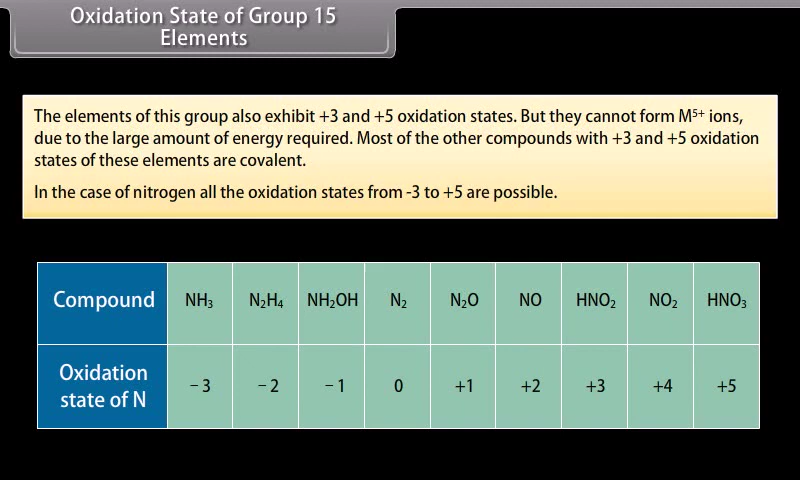 Oxidation State of Group 15
Elements
The elements of this group also exhibit +3 and +5 oxidation states. But they cannot form M⁵⁺ ions,
due to the large amount of energy required. Most of the other compounds with +3 and +5 oxidation
states of these elements are covalent.
In the case of nitrogen all the oxidation states from -3 to +5 are possible.
Compound NH₃ N₂H₄ NH₂OH N₂ N₂O NO HNO₂ NO₂ HNO₃
Oxidation
state of N – 3 – 2 – 1 0 +1 +2 +3 +4 +5